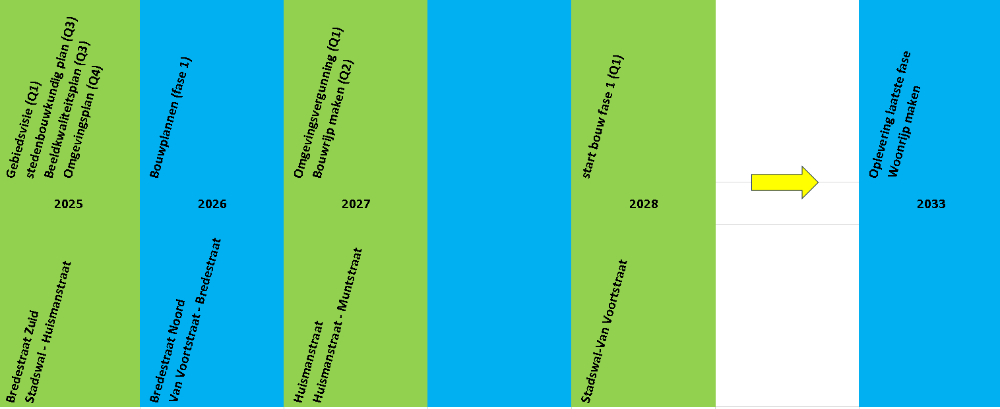 Gebiedsvisie (Q1)
stedenbouwkundig plan (Q3)
Beeldkwaliteitsplan (Q3)
Omgevingsplan (Q4)
Bouwplannen (fase 1)
Omgevingsvergunning (Q1)
Bouwrijp maken (Q2)
start bouw fase 1 (Q1)
Oplevering laatste fase
Woonrijp maken
2025
2026
2027
2028
2033
Bredestraat Zuid
Stadswal - Huismanstraat
Bredestraat Noord
Van Voortstraat - Bredestraat
Huismanstraat
Huismanstraat - Muntstraat
Stadswal-Van Voortstraat